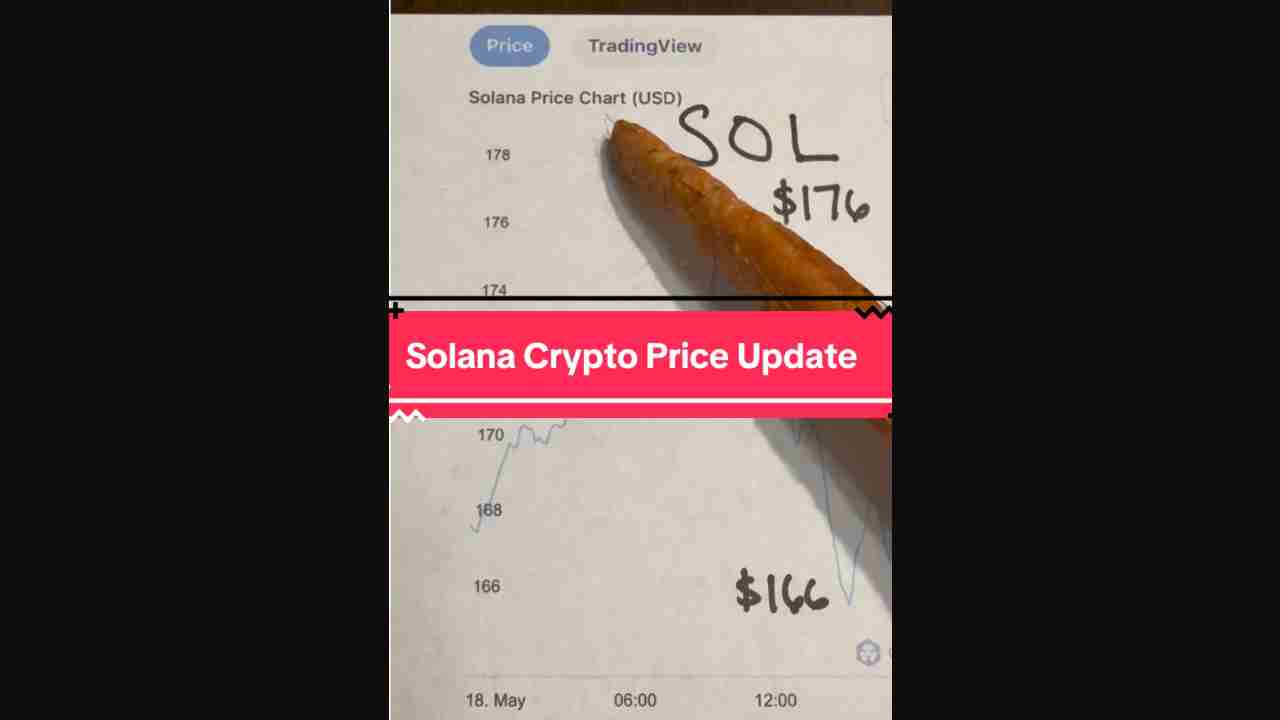 Price TradingView
Solana Price Chart (USD)
SOL
178
$176
176
174
Solana Crypto Price Update
170
168
166
$166
18. May 06:00 12:00